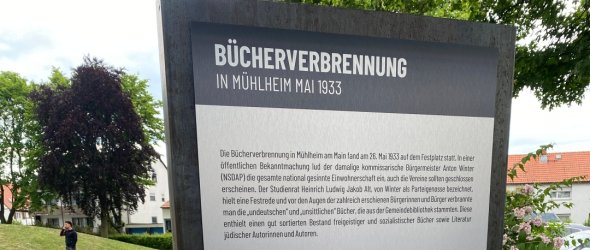 BÜCHERVERBRENNUNG
IN MÜHLHEIM MAI 1933
Die Bücherverbrennung in Mühlheim am Main fand am 26. Mai 1933 auf dem Festplatz statt. In einer
öffentlichen Bekanntmachung lud der damalige kommissarische Bürgermeister Anton Winter
(NSDAP) die gesamte national gesinnte Einwohnerschaft ein, auch die Vereine sollten geschlossen
erscheinen. Der Studienrat Heinrich Ludwig Jakob Alt, von Winter als Parteigenosse bezeichnet,
hielt eine Festrede und vor den Augen der zahlreich erschienen Bürgerinnen und Bürger verbrannte
man die „undeutschen" und „unsittlichen" Bücher, die aus der Gemeindebibliothek stammten. Diese
enthielt einen gut sortierten Bestand freigeistiger und sozialistischer Bücher sowie Literatur
jüdischer Autorinnen und Autoren.